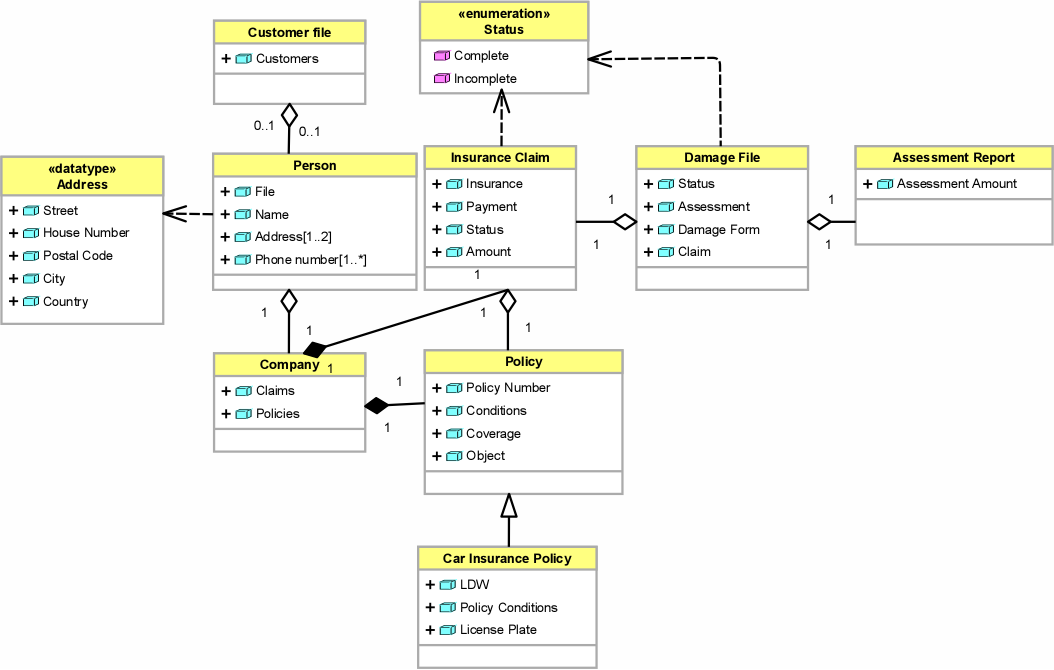 Customer file
+ Customers
«enumeration»
Status
Complete
Incomplete
0..1
0..1
«datatype»
Address
+ Street
+ House Number
+ Postal Code
+ City
+ Country
Person
+ File
+ Name
+ Address[1..2]
+ Phone number[1..*]
Insurance Claim
+ Insurance
+ Payment
+ Status
+ Amount
1
1
Damage File
+ Status
+ Assessment
+ Damage Form
+ Claim
1
1
Assessment Report
+ Assessment Amount
1
1
1
1
1
1
1
Company
+ Claims
+ Policies
1
1
Policy
+ Policy Number
+ Conditions
+ Coverage
+ Object
Car Insurance Policy
+ LDW
+ Policy Conditions
+ License Plate